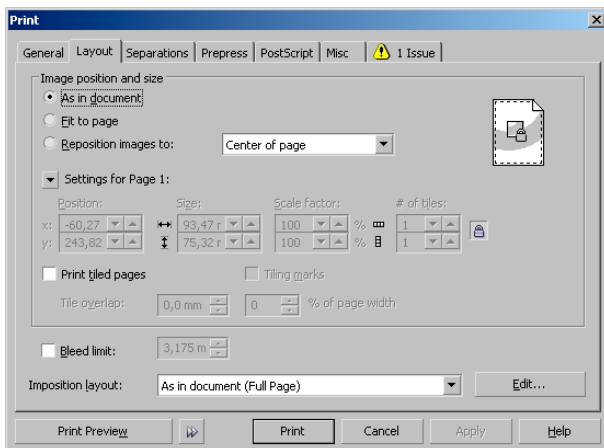 Print
General Layout Separations Prepress PostScript Misc 1 Issue
Image position and size
As in document
Fit to page
Reposition images to: Center of page
Settings for Page 1:
Position: Size: Scale factor: # of tiles:
x: -60,27 93,47 r 100 % 1
y: 243,82 75,32 r 100 % 1
Print tiled pages Tiling marks
Tile overlap: 0,0 mm 0 % of page width
Bleed limit: 3,175 m
Imposition layout: As in document (Full Page) Edit...
Print Preview Print Cancel Apply Help